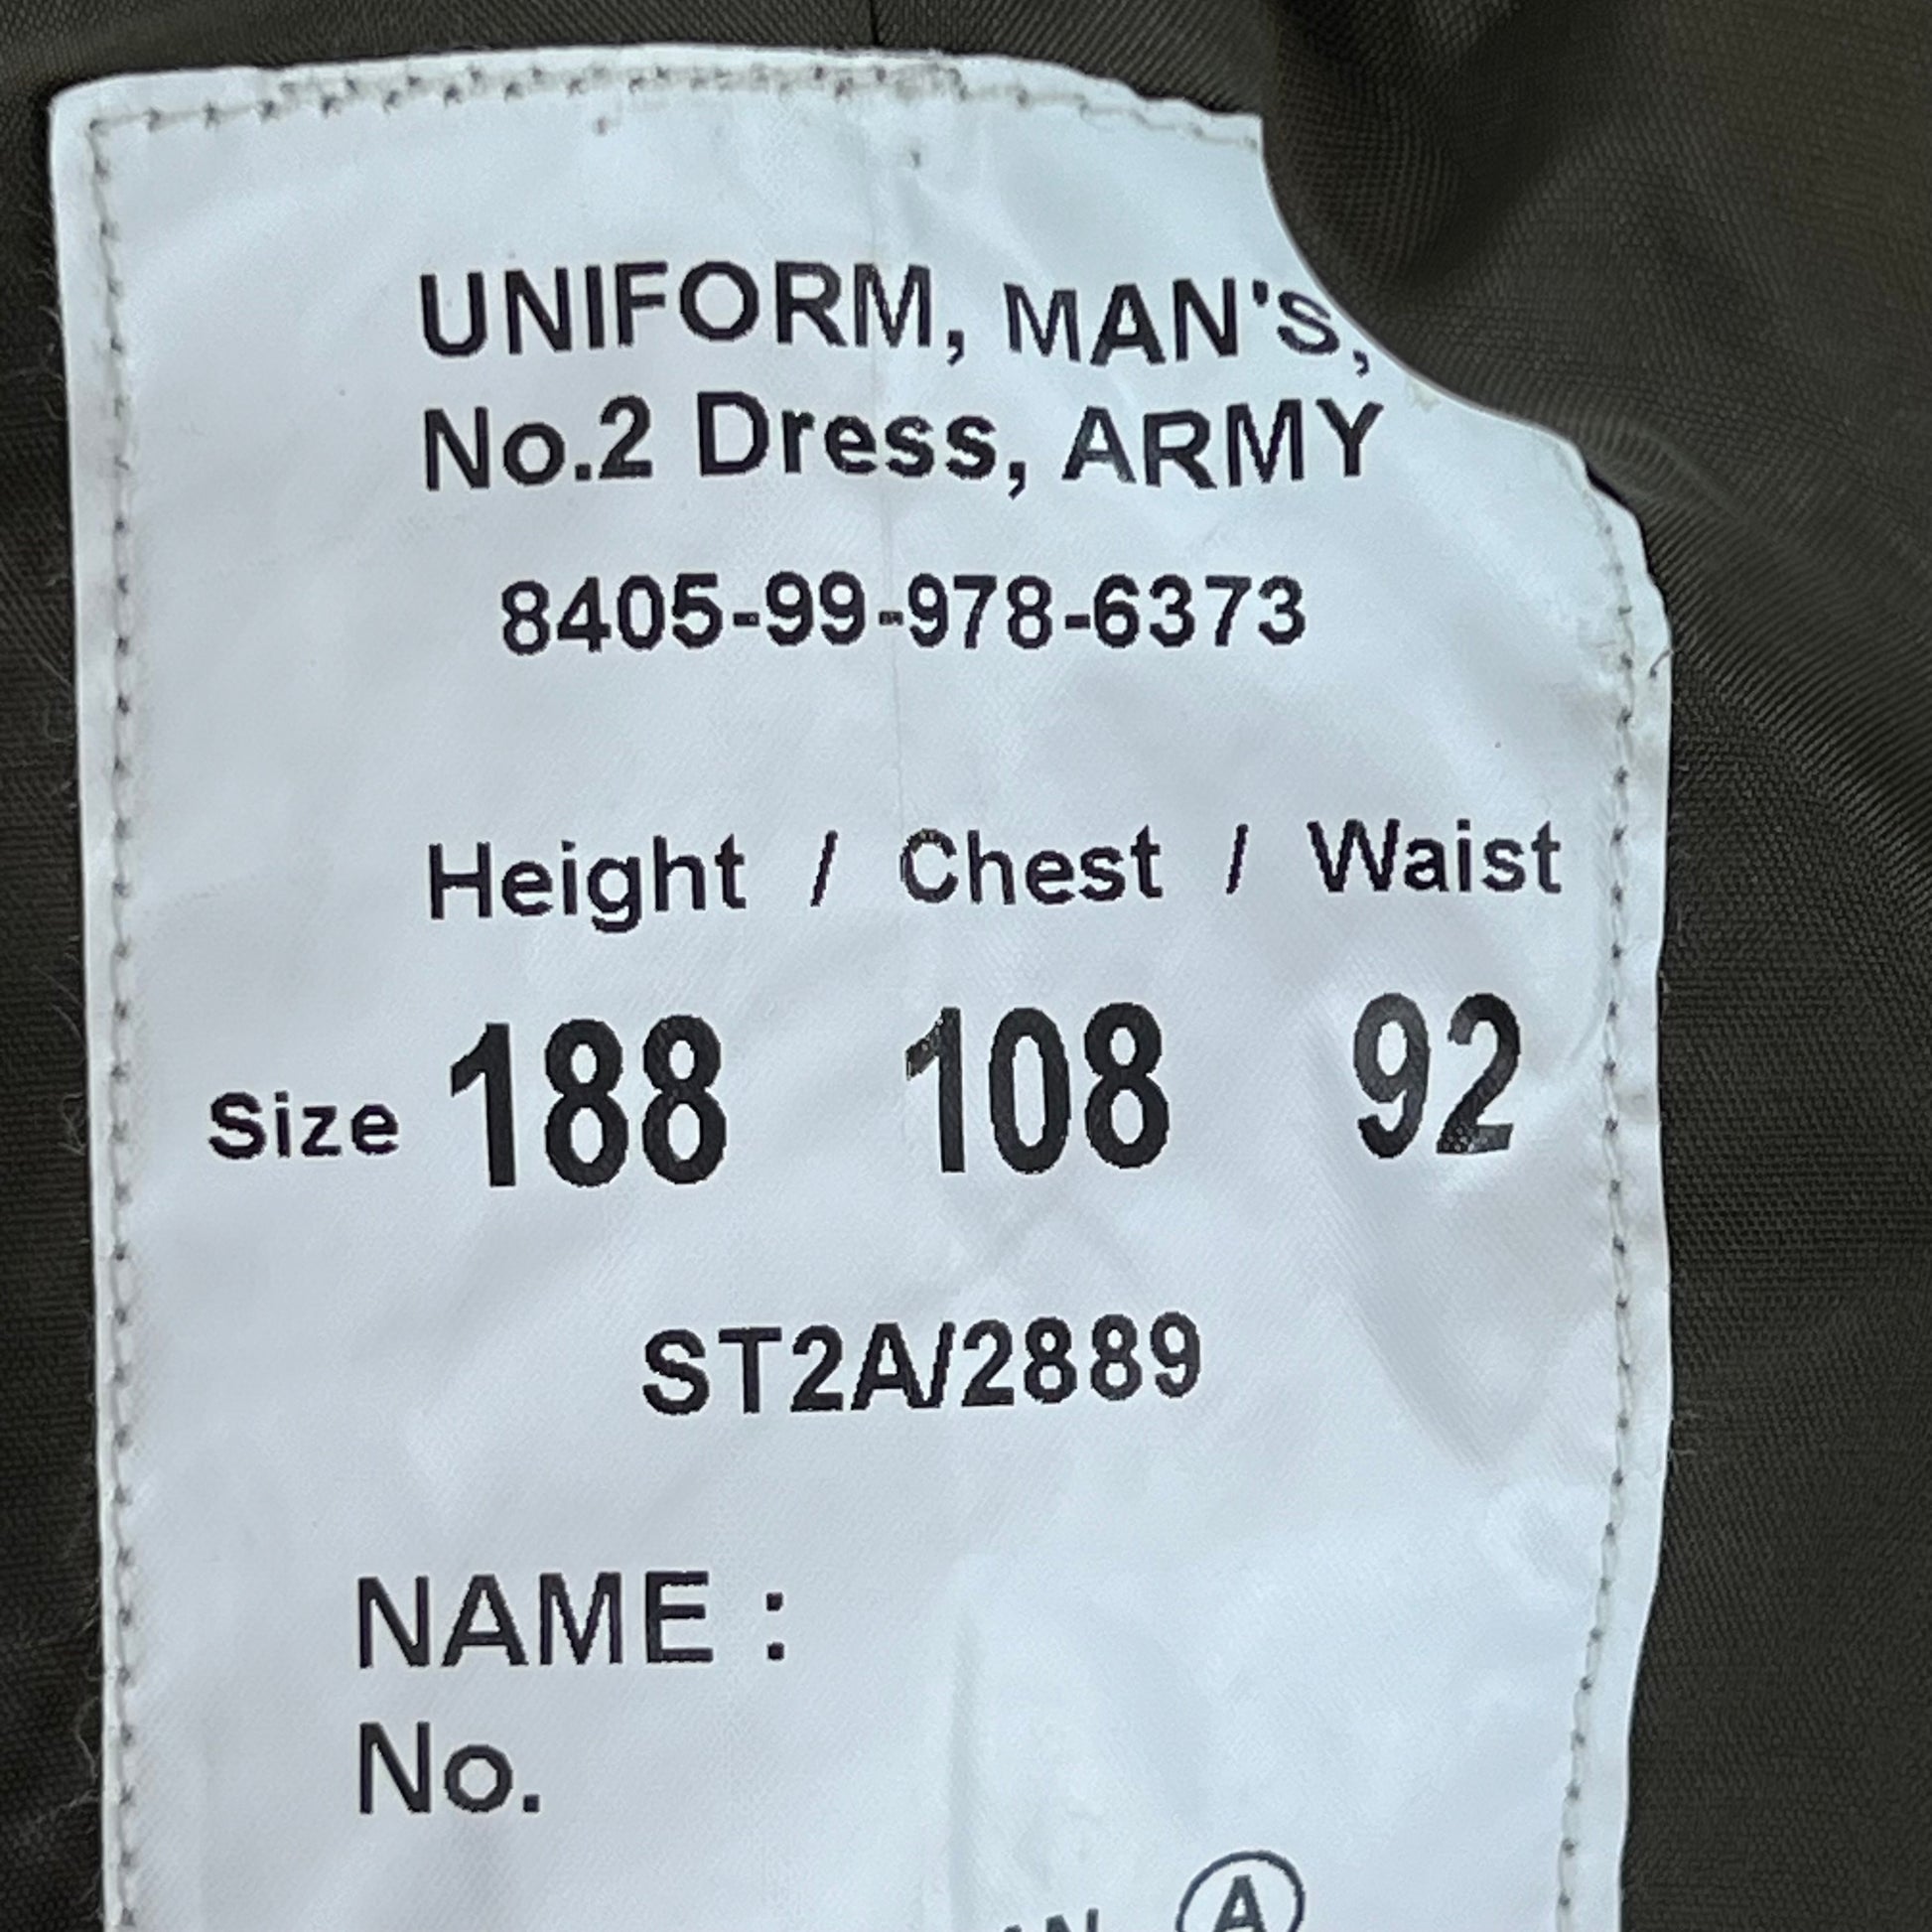 UNIFORM, MAN'S,
No.2 Dress, ARMY
8405-99-978-6373
Height / Chest / Waist
Size 188 108 92
ST2A/2889
NAME :
No.
A